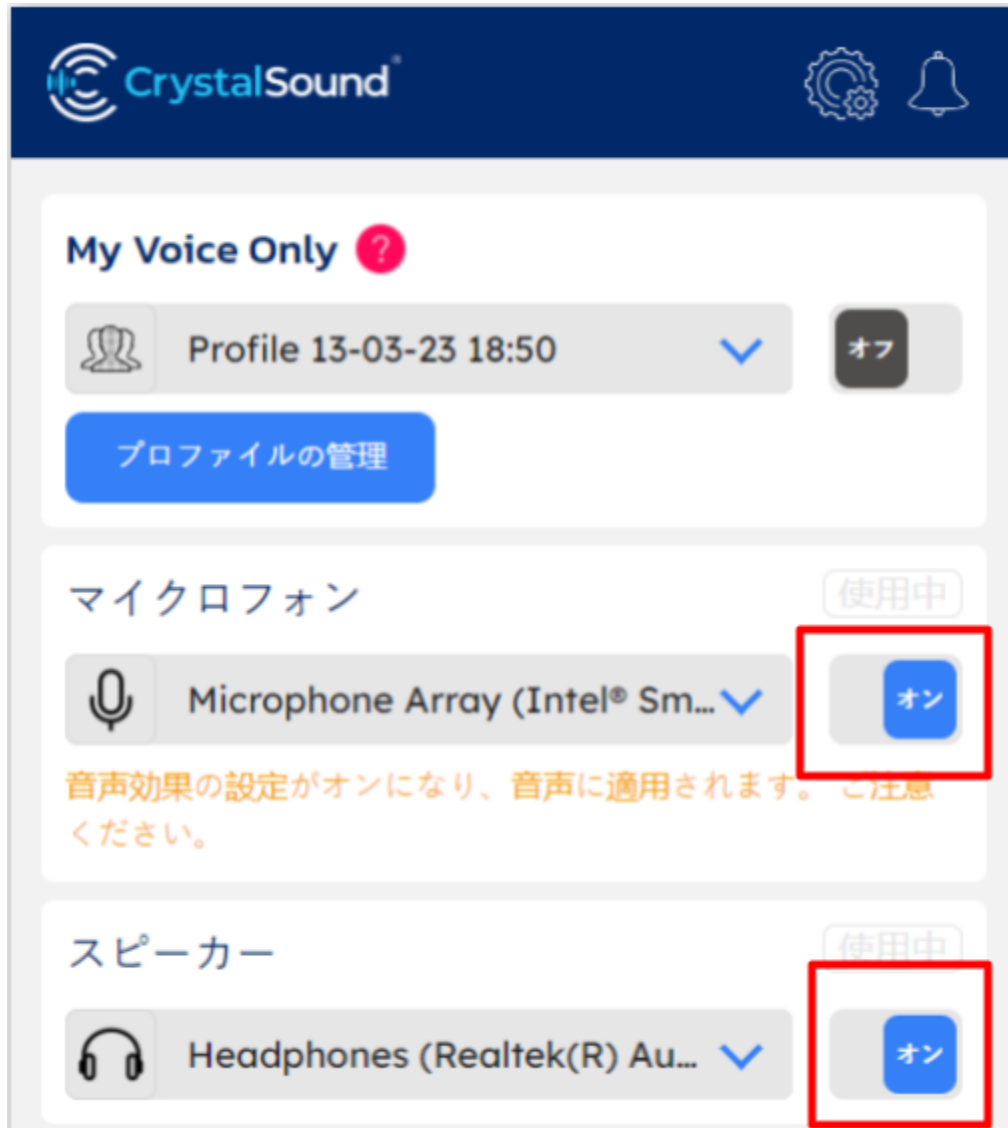 CrystalSound®
My Voice Only ?
Profile 13-03-23 18:50
オフ
プロファイルの管理
マイクロフォン
使用中
Microphone Array (Intel® Sm...
オン
音声効果の設定がオンになり、音声に適用されます。 ご注意
ください。
スピーカー
使用中
Headphones (Realtek(R) Au...
オン